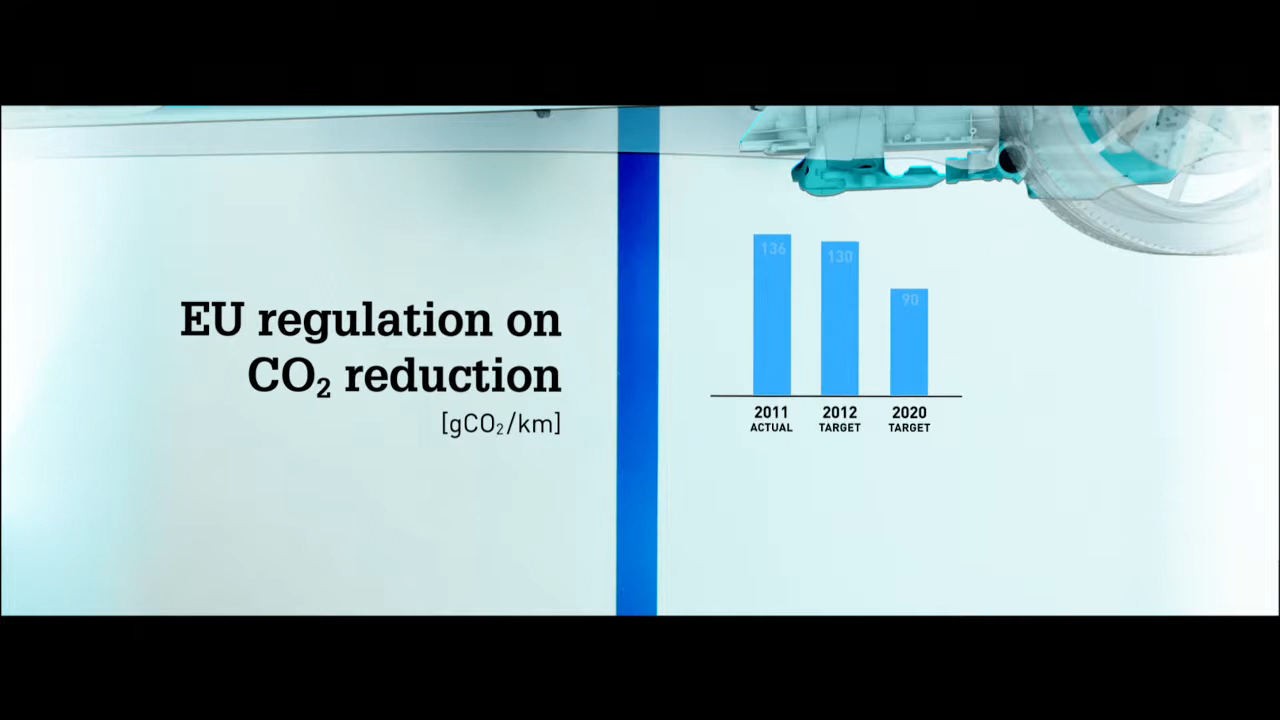 EU regulation on
CO₂ reduction
[gCO₂/km]
136 130 90
2011 2012 2020
ACTUAL TARGET TARGET